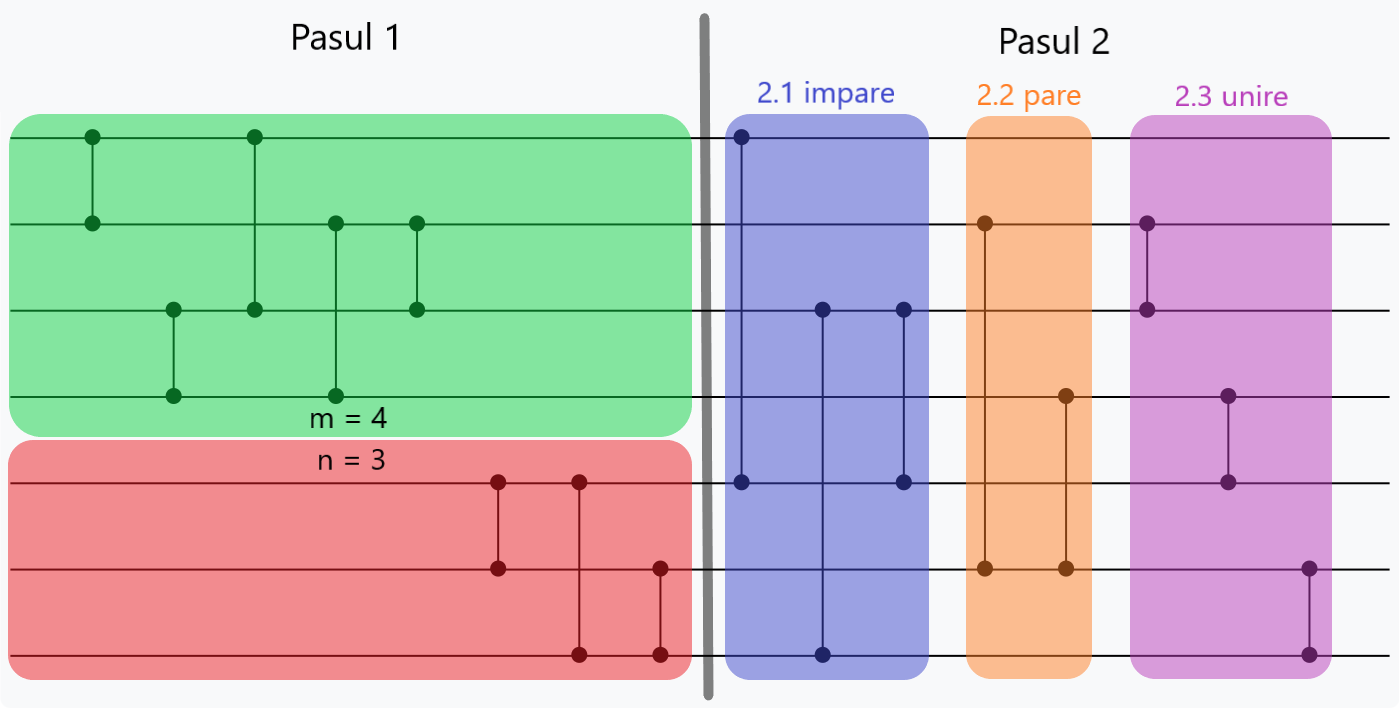 Pasul 1
Pasul 2
2.1 impare
2.2 pare
2.3 unire
m = 4
n = 3